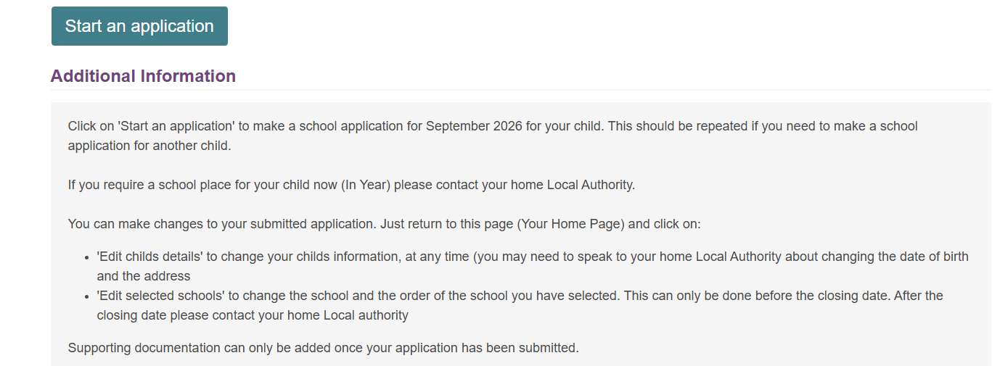 Start an application
Additional Information
Click on 'Start an application' to make a school application for September 2026 for your child. This should be repeated if you need to make a school
application for another child.
If you require a school place for your child now (In Year) please contact your home Local Authority.
You can make changes to your submitted application. Just return to this page (Your Home Page) and click on:
• 'Edit childs details' to change your childs information, at any time (you may need to speak to your home Local Authority about changing the date of birth
and the address
• 'Edit selected schools' to change the school and the order of the school you have selected. This can only be done before the closing date. After the
closing date please contact your home Local authority
Supporting documentation can only be added once your application has been submitted.